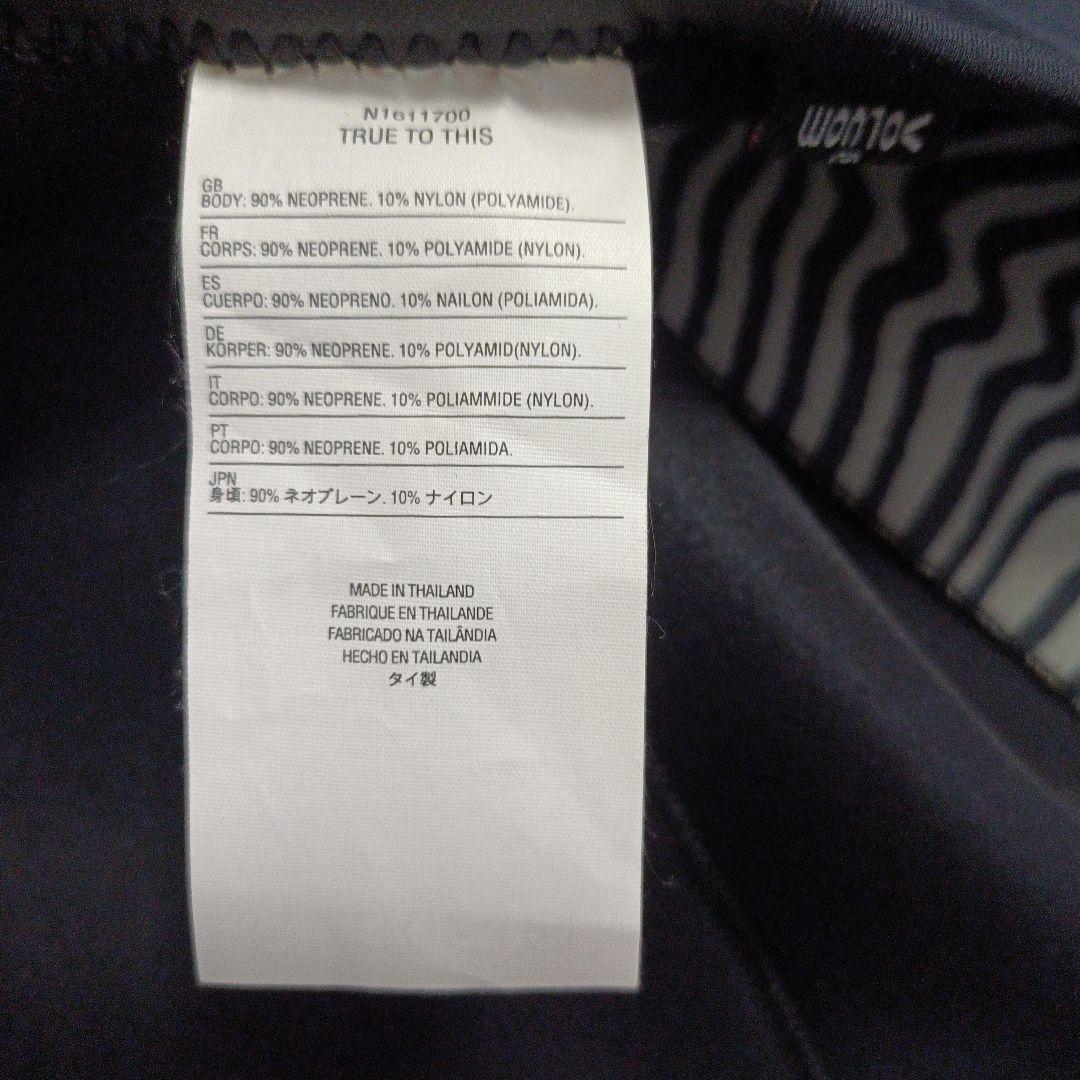 N1611700
TRUE TO THIS
GB
BODY: 90% NEOPRENE. 10% NYLON (POLYAMIDE).
FR
CORPS: 90% NEOPRENE. 10% POLYAMIDE (NYLON).
ES
CUERPO: 90% NEOPRENO. 10% NAILON (POLIAMIDA).
DE
KÖRPER: 90% NEOPRENE. 10% POLYAMID(NYLON).
IT
CORPO: 90% NEOPRENE. 10% POLIAMMIDE (NYLON).
PT
CORPO: 90% NEOPRENE. 10% POLIAMIDA.
JPN
身頃: 90% ネオプレーン. 10% ナイロン
MADE IN THAILAND
FABRIQUE EN THAILANDE
FABRICADO NA TAILÂNDIA
HECHO EN TAILANDIA
タイ製